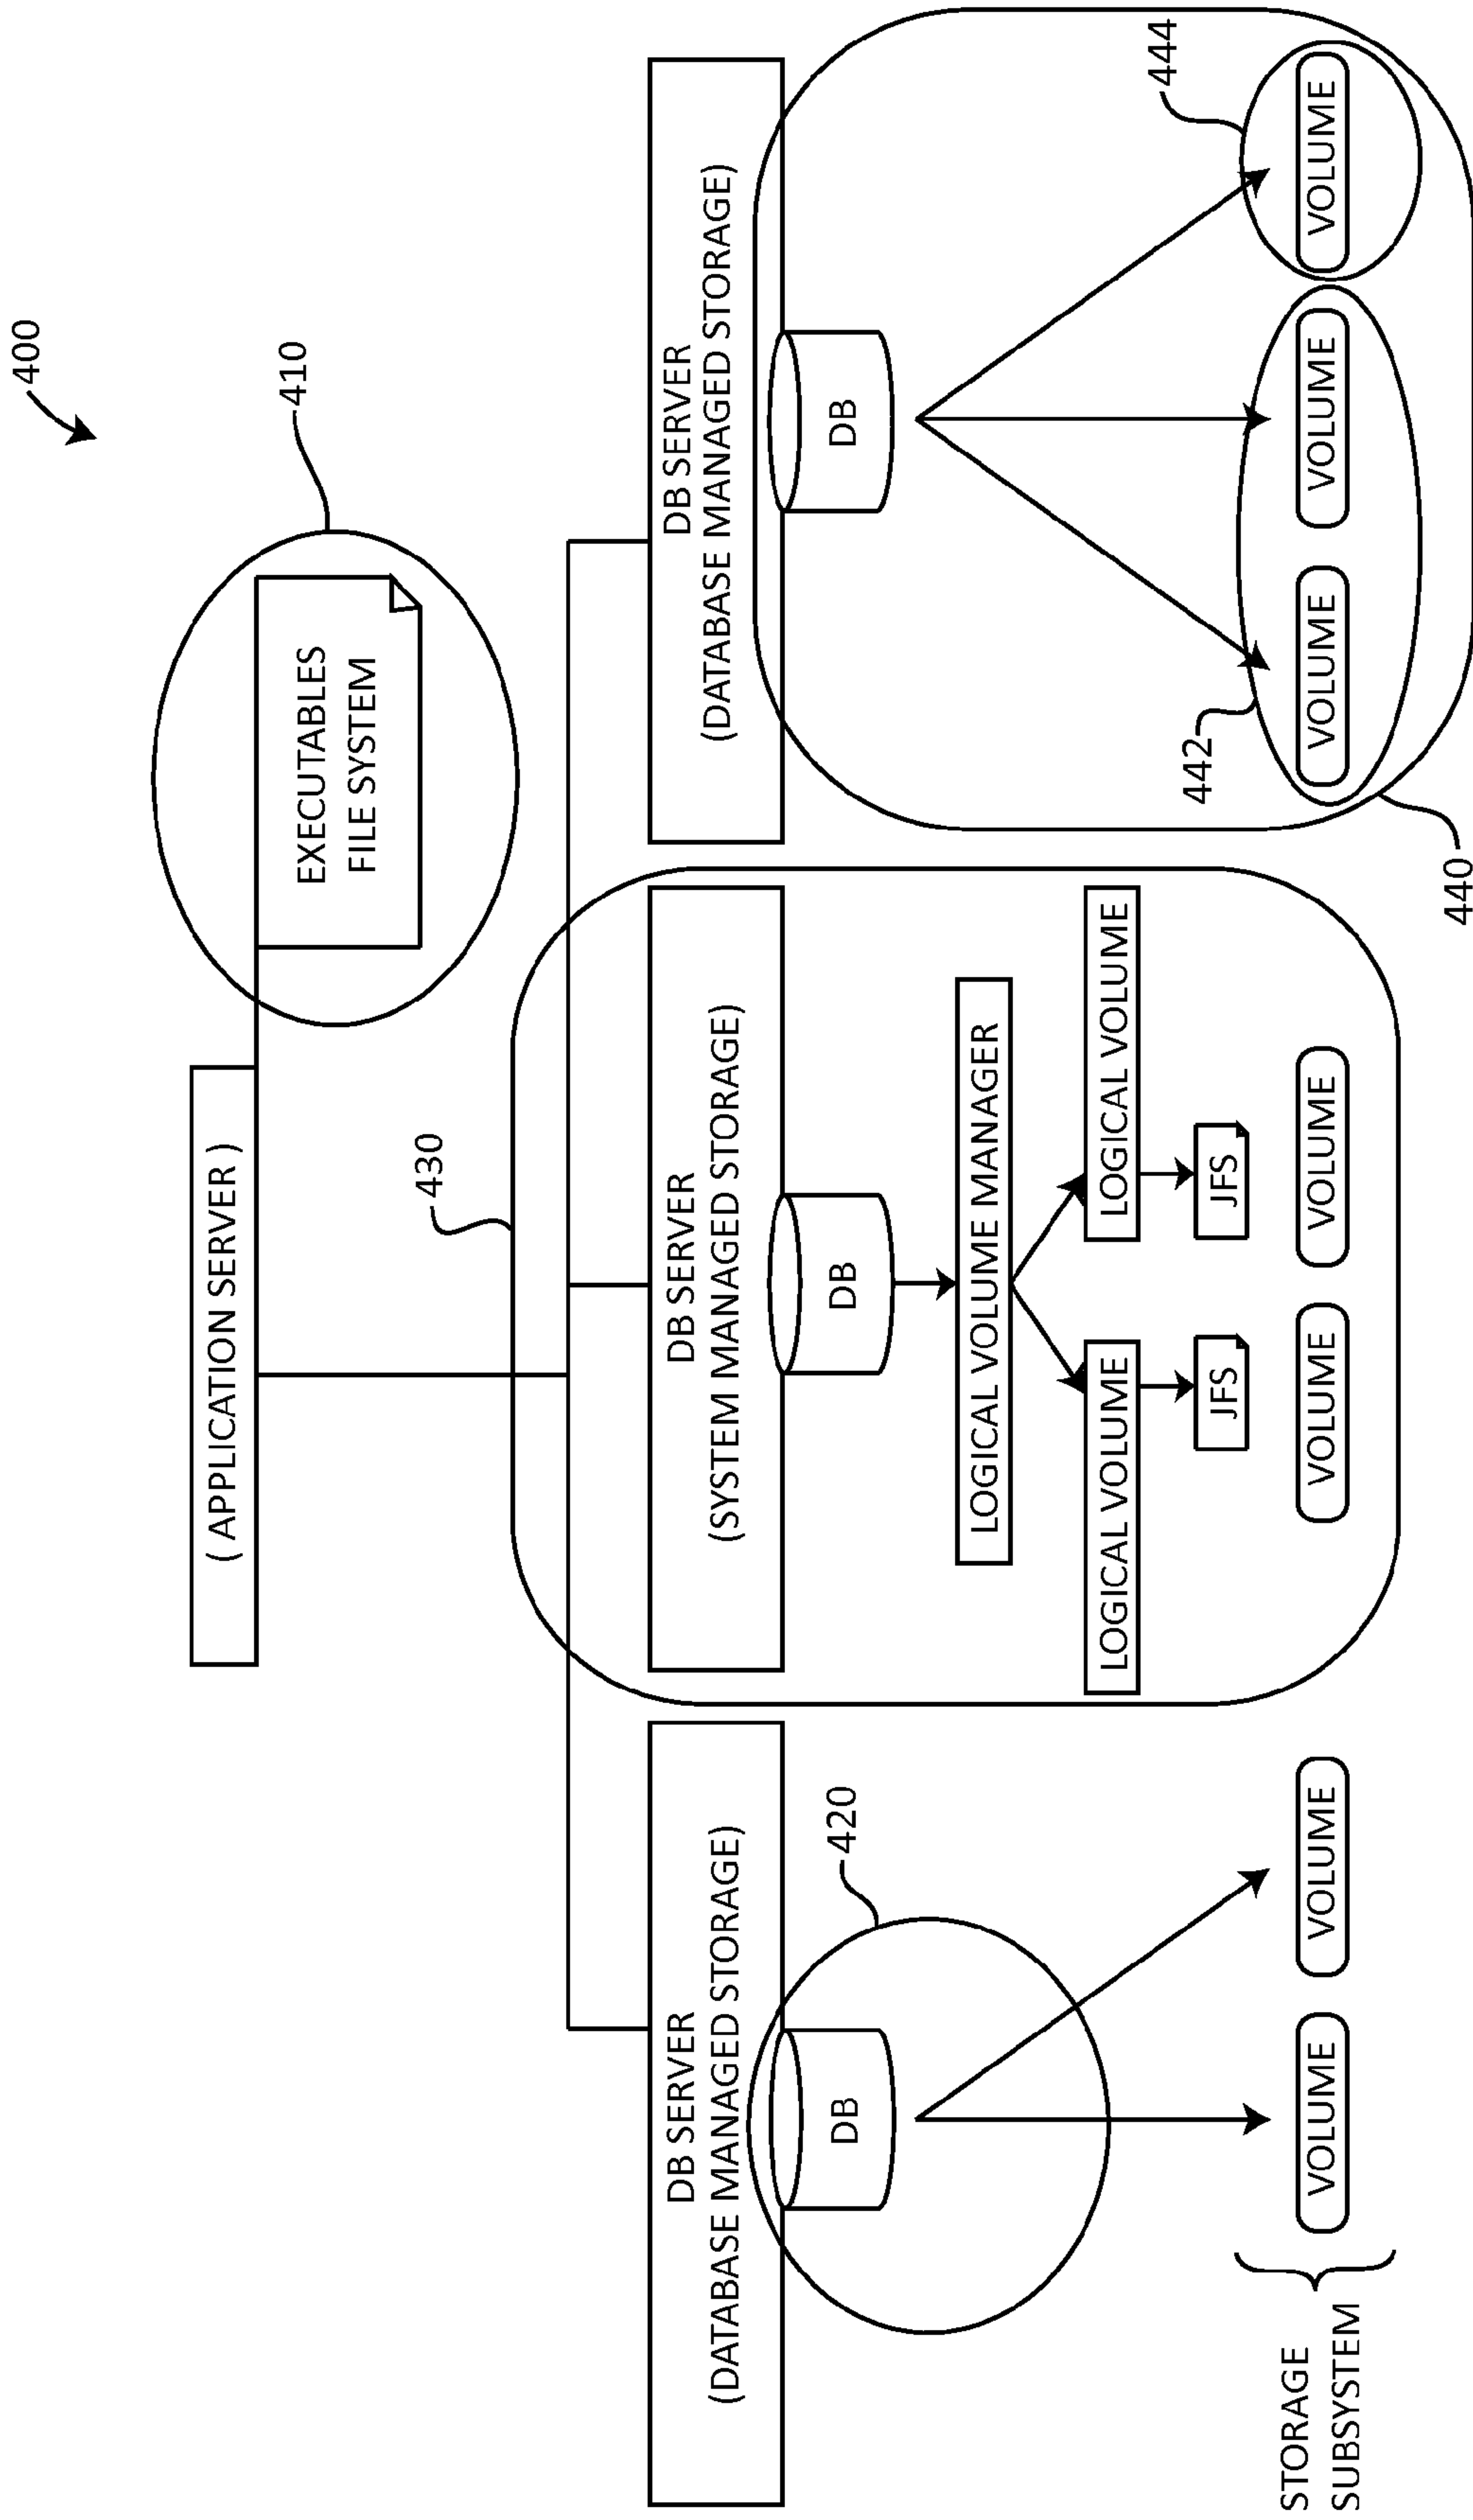 400
( APPLICATION SERVER )
410
EXECUTABLES
FILE SYSTEM
430
DB SERVER
(DATABASE MANAGED STORAGE)
DB
420
VOLUME
VOLUME
STORAGE
SUBSYSTEM
DB SERVER
(SYSTEM MANAGED STORAGE)
DB
LOGICAL VOLUME MANAGER
LOGICAL VOLUME
LOGICAL VOLUME
JFS
JFS
VOLUME
VOLUME
DB SERVER
(DATABASE MANAGED STORAGE)
DB
442
444
VOLUME
VOLUME
VOLUME
440